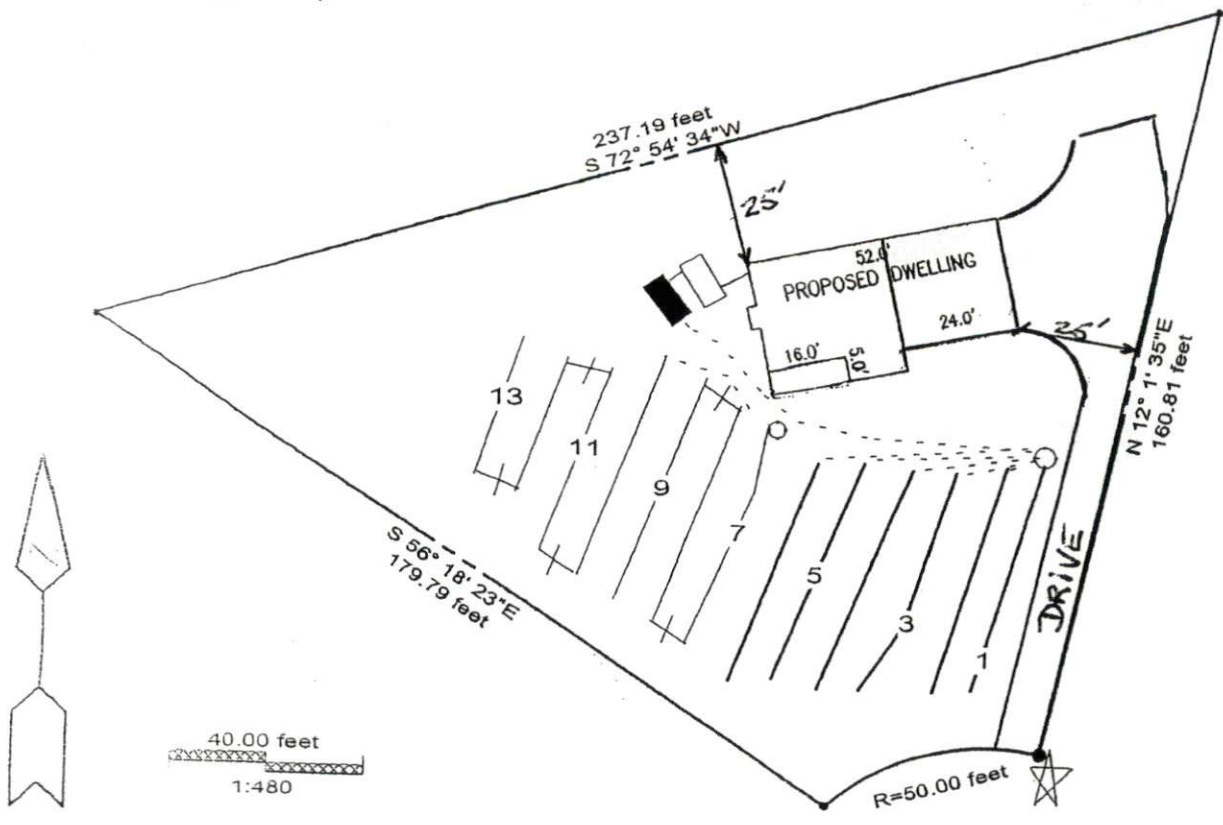 237.19 feet
S 72° 54' 34"W
25'
52.0'
PROPOSED DWELLING
24.0'
25'
16.0'
5.0'
N 12° 1' 35"E
160.81 feet
13
11
9
7
5
3
1
S 56° 18' 23"E
179.79 feet
DRIVE
40.00 feet
1:480
R=50.00 feet